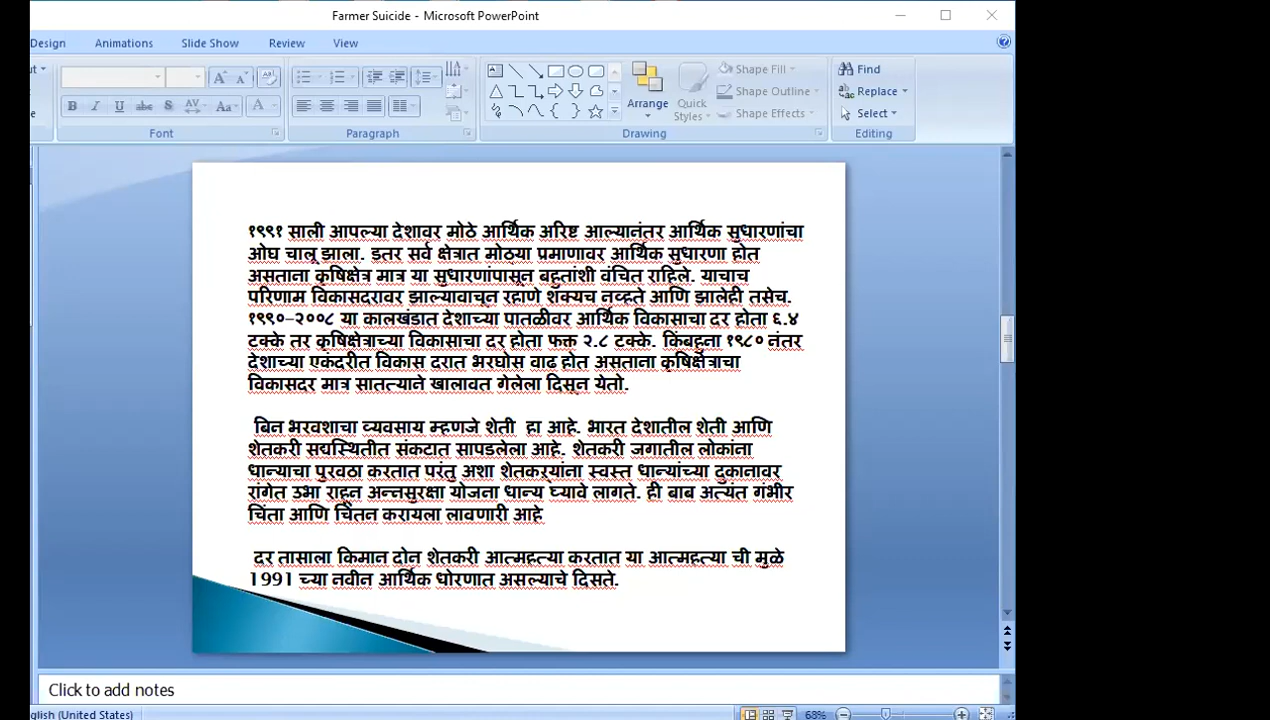 Farmer Suicide - Microsoft PowerPoint
Design Animations Slide Show Review View
Shape Fill Find
Shape Outline Replace
Arrange Quick Styles Shape Effects Select
Font Paragraph Drawing Editing
१९९१ साली आपल्या देशावर मोठे आर्थिक अरिष्ट आल्यानंतर आर्थिक सुधारणांचा
ओघ चालू झाला. इतर सर्व क्षेत्रात मोठ्या प्रमाणावर आर्थिक सुधारणा होत
असताना कृषिक्षेत्र मात्र या सुधारणांपासून बहुतांशी वंचित राहिले. याचाच
परिणाम विकासदरावर झाल्यावाचून रहाणे शक्यच नव्हते आणि झालेही तसेच.
१९९०–२००८ या कालखंडात देशाच्या पातळीवर आर्थिक विकासाचा दर होता ६.४
टक्के तर कृषिक्षेत्राच्या विकासाचा दर होता फक्त २.८ टक्के. किंबहुना १९८० नंतर
देशाच्या एकंदरीत विकास दरात भरघोस वाढ होत असताना कृषिक्षेत्राचा
विकासदर मात्र सातत्याने खालावत गेलेला दिसून येतो.
बिन भरवशाचा व्यवसाय म्हणजे शेती हा आहे. भारत देशातील शेती आणि
शेतकरी सद्यस्थितीत संकटात सापडलेला आहे. शेतकरी जगातील लोकांना
धान्याचा पुरवठा करतात परंतु अशा शेतकऱ्यांना स्वस्त धान्यांच्या दुकानावर
रांगेत उभा राहून अन्नसुरक्षा योजना धान्य घ्यावे लागते. ही बाब अत्यंत गंभीर
चिंता आणि चिंतन करायला लावणारी आहे
दर तासाला किमान दोन शेतकरी आत्महत्या करतात या आत्महत्या ची मुळे
1991 च्या नवीन आर्थिक धोरणात असल्याचे दिसते.
Click to add notes
glish (United States) 68%